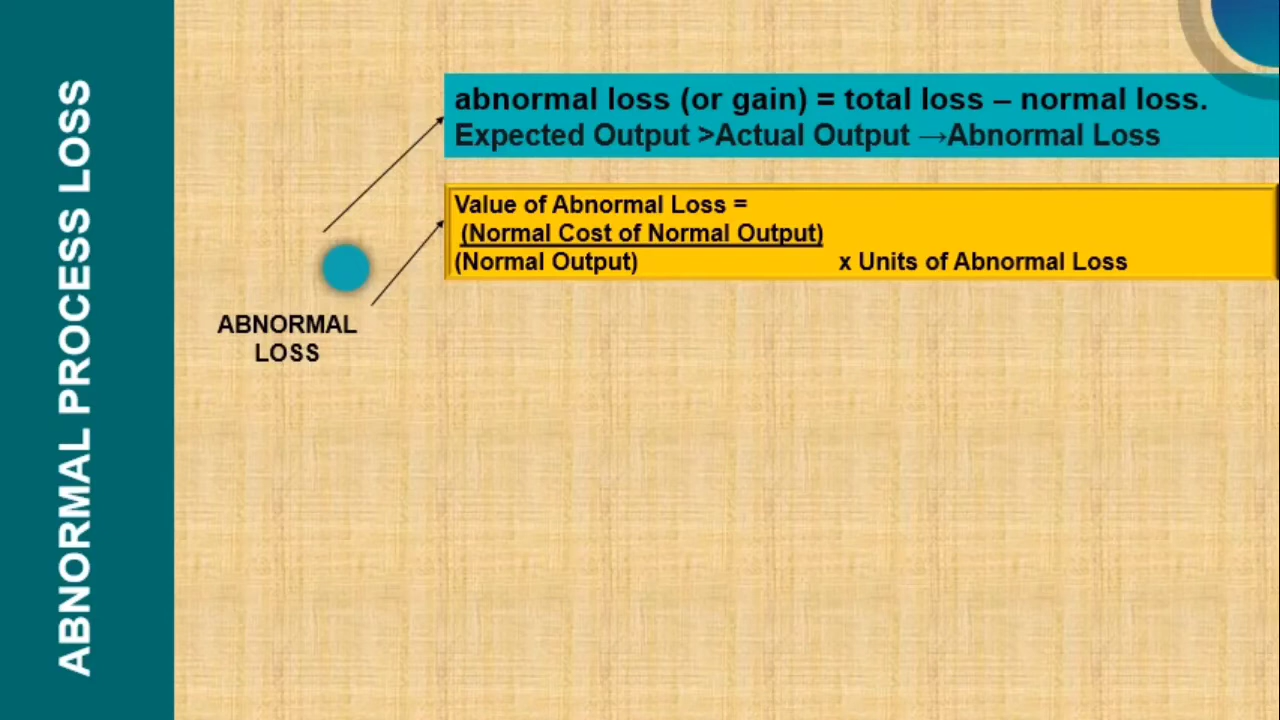 ABNORMAL PROCESS LOSS
abnormal loss (or gain) = total loss – normal loss.
Expected Output >Actual Output →Abnormal Loss
Value of Abnormal Loss =
(Normal Cost of Normal Output)
(Normal Output) x Units of Abnormal Loss
ABNORMAL
LOSS